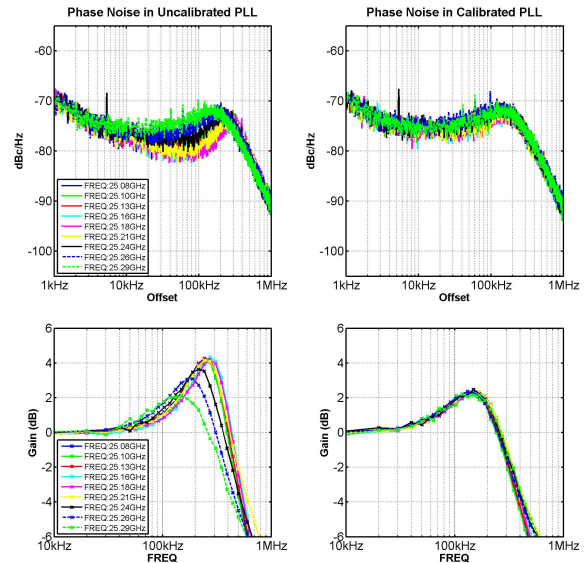 Phase Noise in Uncalibrated PLL
Phase Noise in Calibrated PLL
dBc/Hz
-60
-70
-80
-90
-100
FREQ:25.08GHz
FREQ:25.10GHz
FREQ:25.13GHz
FREQ:25.16GHz
FREQ:25.18GHz
FREQ:25.21GHz
FREQ:25.24GHz
FREQ:25.26GHz
FREQ:25.29GHz
1kHz
10kHz
100kHz
1MHz
Offset
dBc/Hz
-60
-70
-80
-90
-100
1kHz
10kHz
100kHz
1MHz
Offset
Gain (dB)
6
4
2
0
-2
-4
-6
FREQ:25.08GHz
FREQ:25.10GHz
FREQ:25.13GHz
FREQ:25.16GHz
FREQ:25.18GHz
FREQ:25.21GHz
FREQ:25.24GHz
FREQ:25.26GHz
FREQ:25.29GHz
10kHz
100kHz
1MHz
FREQ
Gain (dB)
6
4
2
0
-2
-4
-6
10kHz
100kHz
1MHz
FREQ